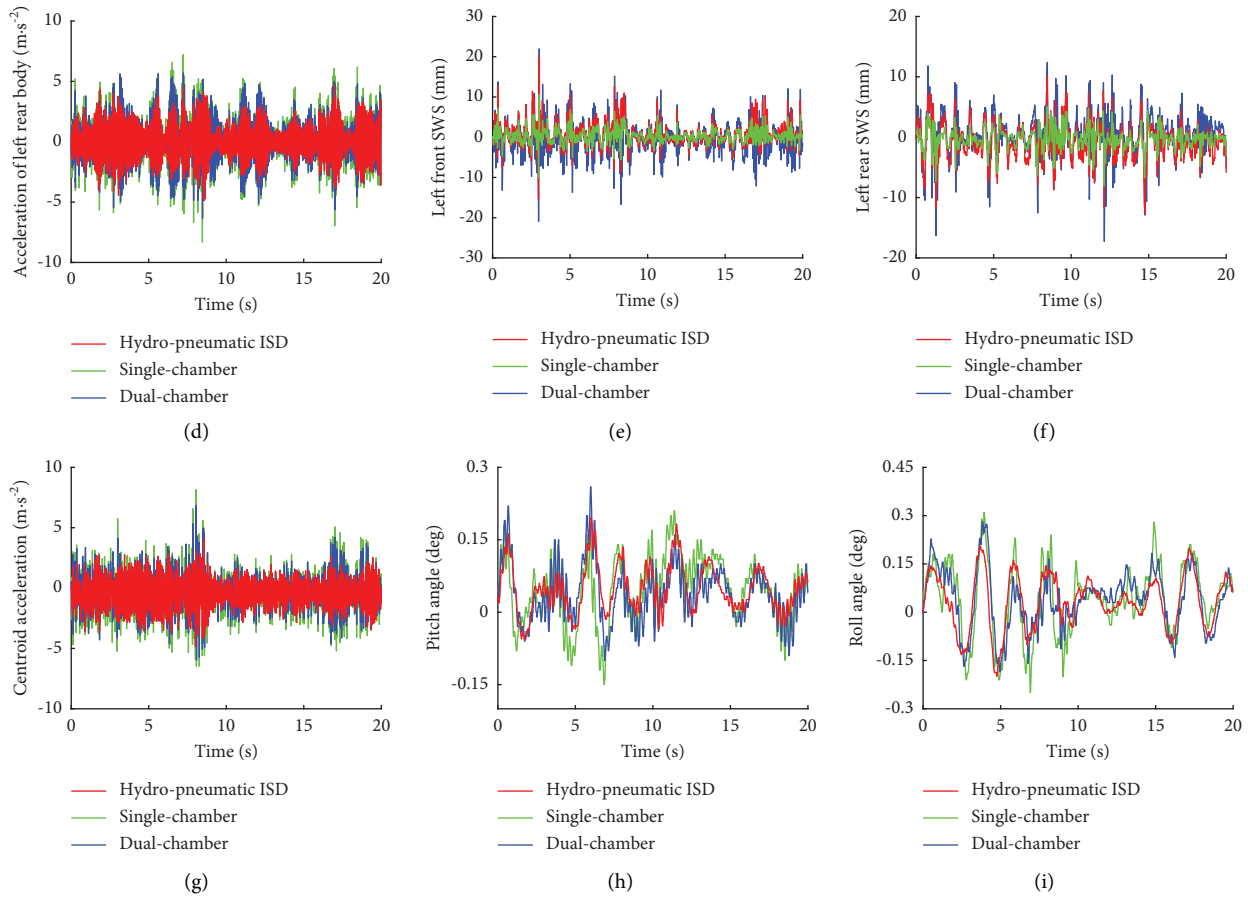 Acceleration of left rear body (m·s-2)
10
5
0
-5
-10
0 5 10 15 20
Time (s)
Hydro-pneumatic ISD
Single-chamber
Dual-chamber
(d)
Left front SWS (mm)
30
20
10
0
-10
-20
-30
0 5 10 15 20
Time (s)
Hydro-pneumatic ISD
Single-chamber
Dual-chamber
(e)
Left rear SWS (mm)
20
10
0
-10
-20
0 5 10 15 20
Time (s)
Hydro-pneumatic ISD
Single-chamber
Dual-chamber
(f)
Centroid acceleration (m·s-2)
10
5
0
-5
-10
0 5 10 15 20
Time (s)
Hydro-pneumatic ISD
Single-chamber
Dual-chamber
(g)
Pitch angle (deg)
0.3
0.15
0
-0.15
0 5 10 15 20
Time (s)
Hydro-pneumatic ISD
Single-chamber
Dual-chamber
(h)
Roll angle (deg)
0.45
0.3
0.15
0
-0.15
-0.3
0 5 10 15 20
Time (s)
Hydro-pneumatic ISD
Single-chamber
Dual-chamber
(i)